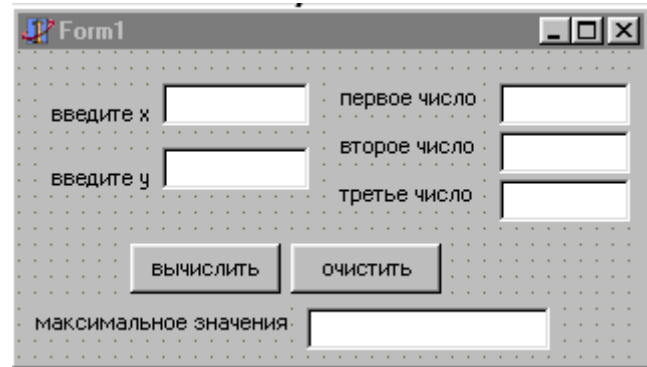 Form1
введите x
введите y
первое число
второе число
третье число
вычислить
очистить
максимальное значения